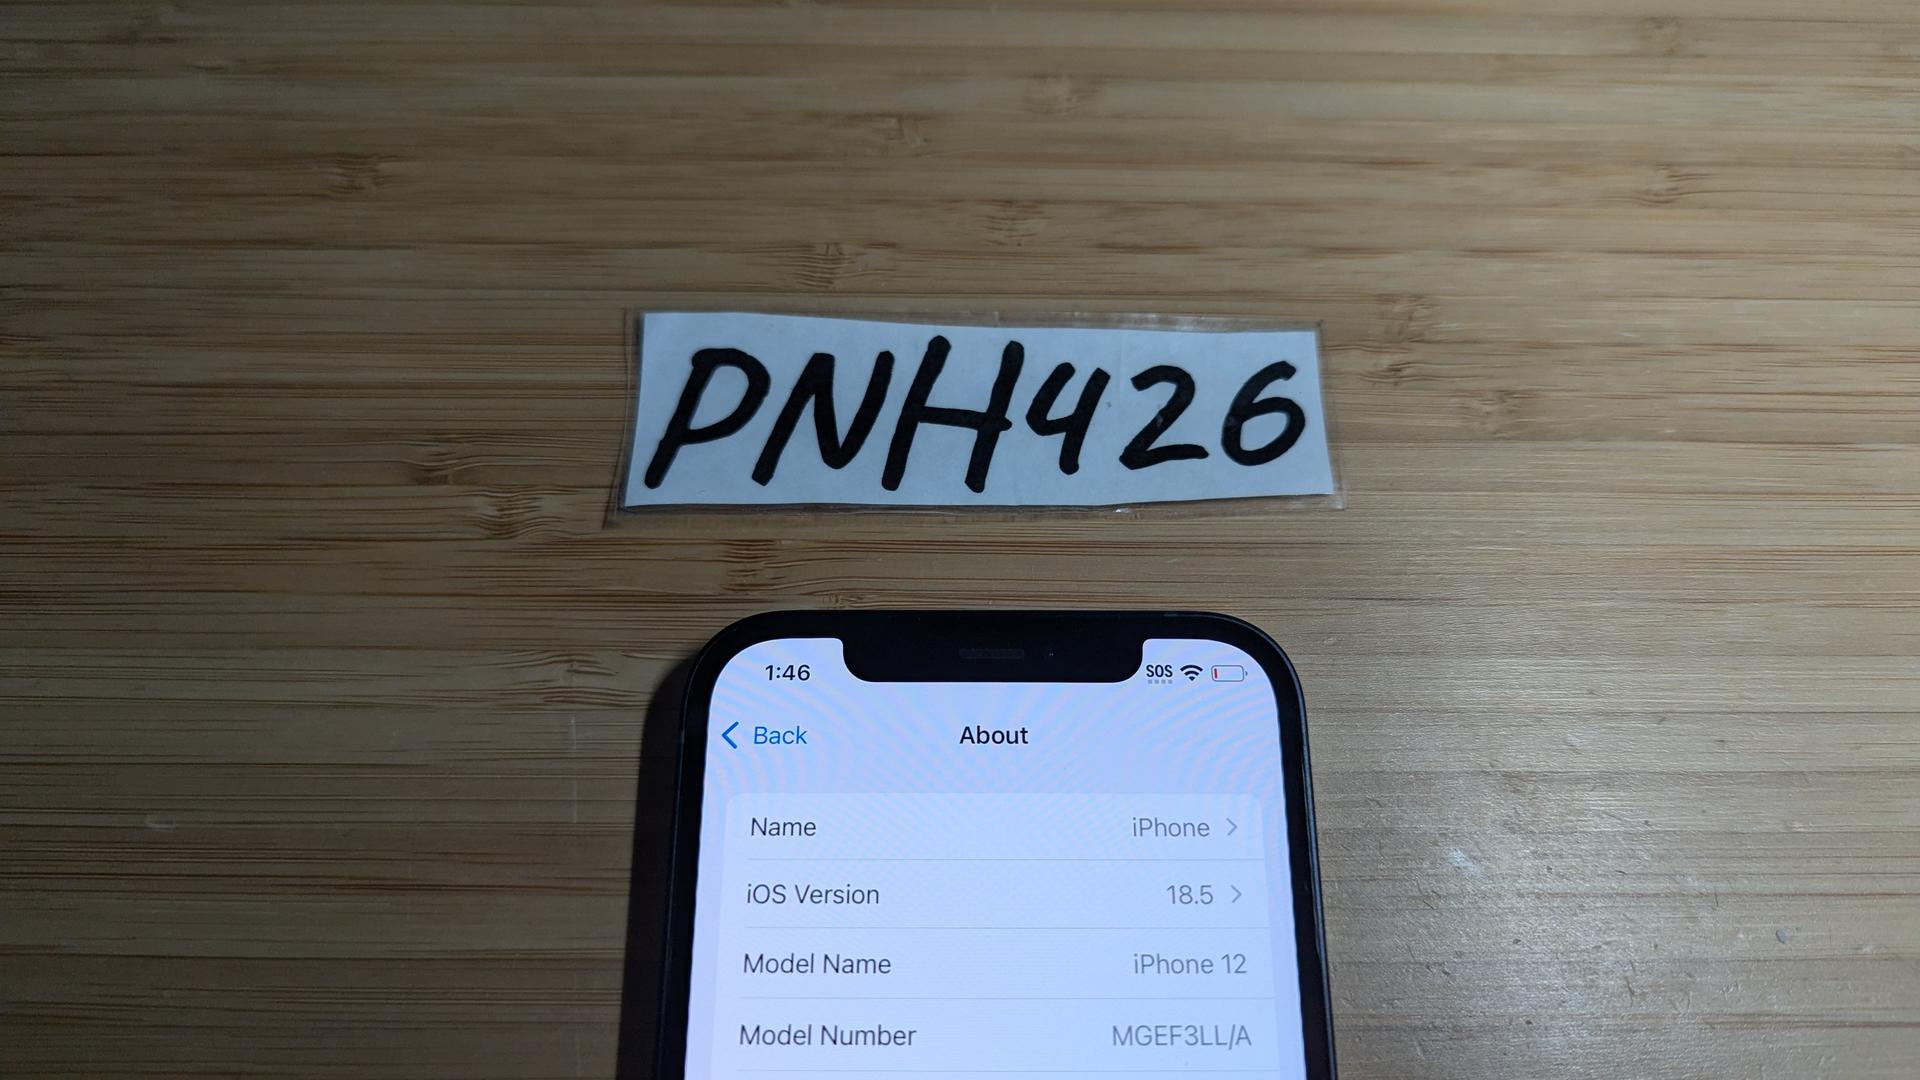 PNH426
1:46 SOS
Back About
Name iPhone
iOS Version 18.5
Model Name iPhone 12
Model Number MGEF3LL/A